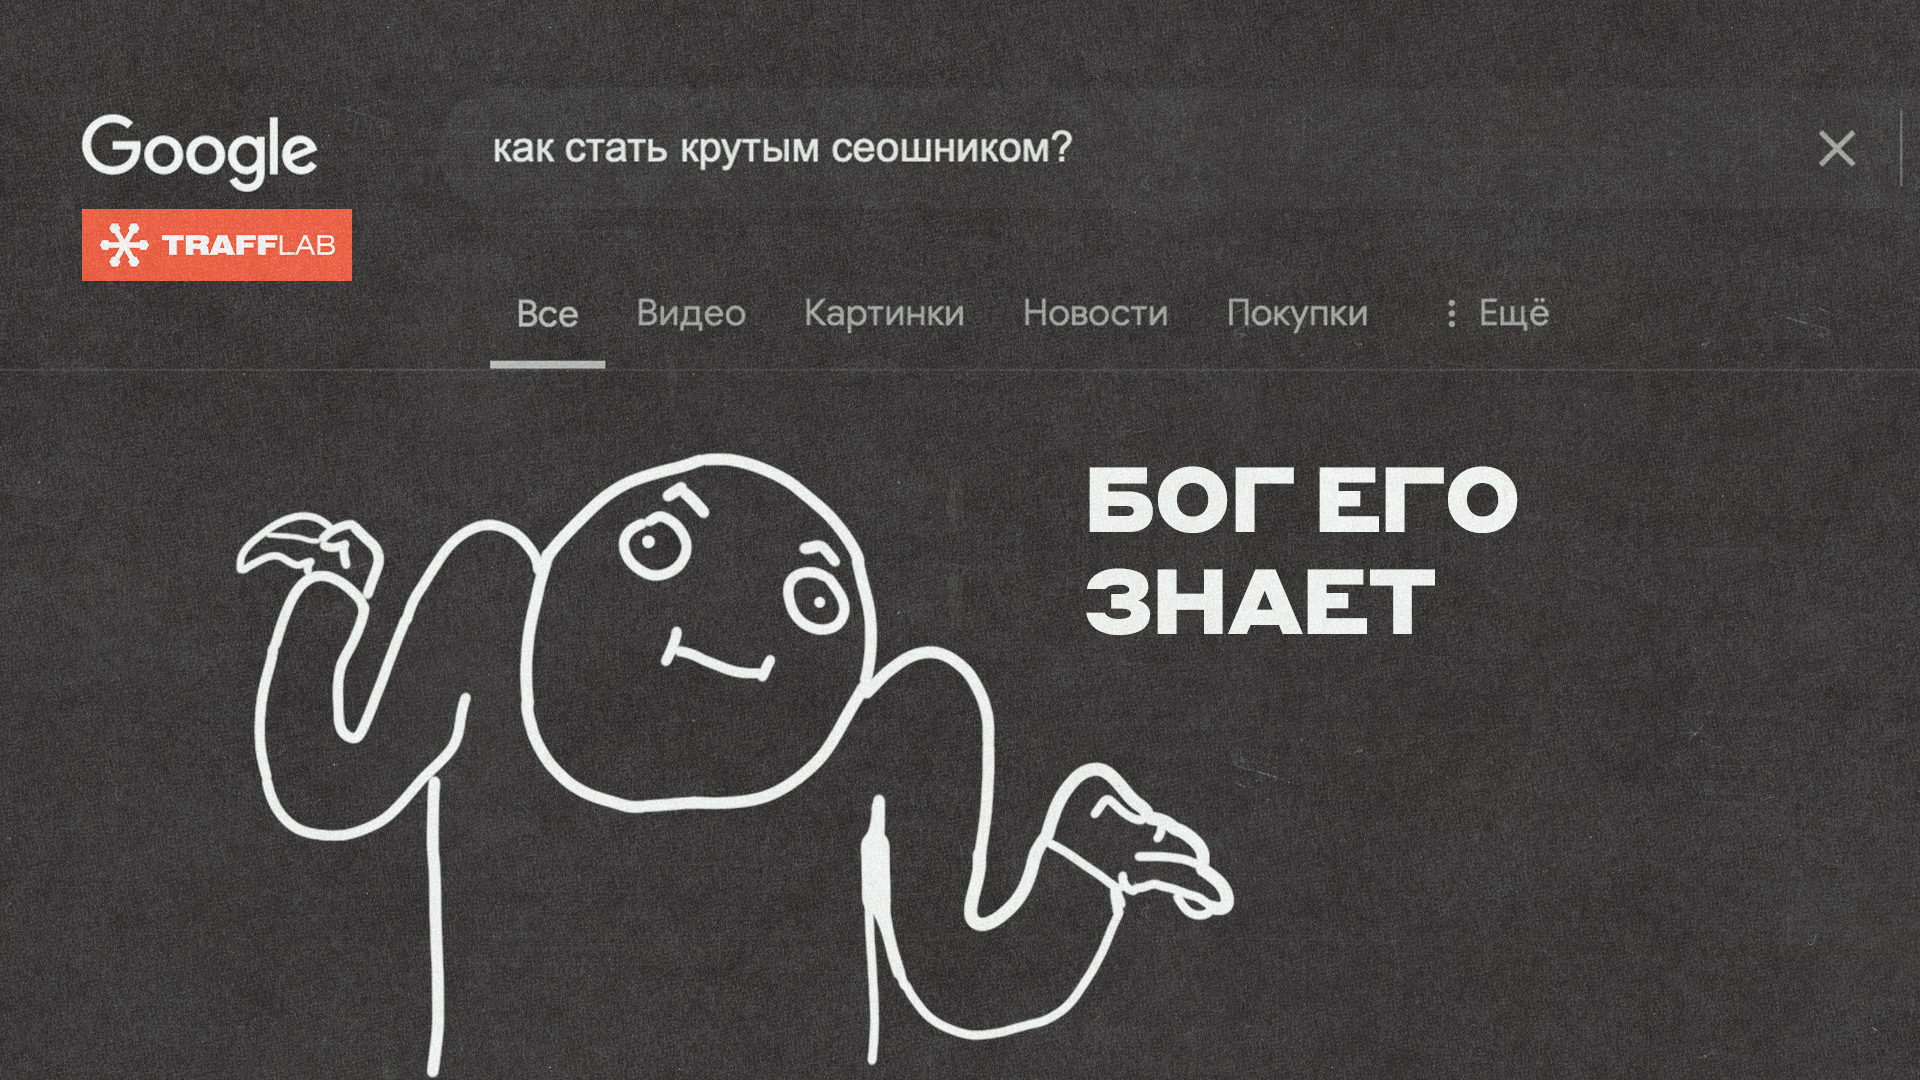 Google
как стать крутым сеошником?
TRAFFLAB
Все Видео Картинки Новости Покупки Ещё
БОГ ЕГО
ЗНАЕТ